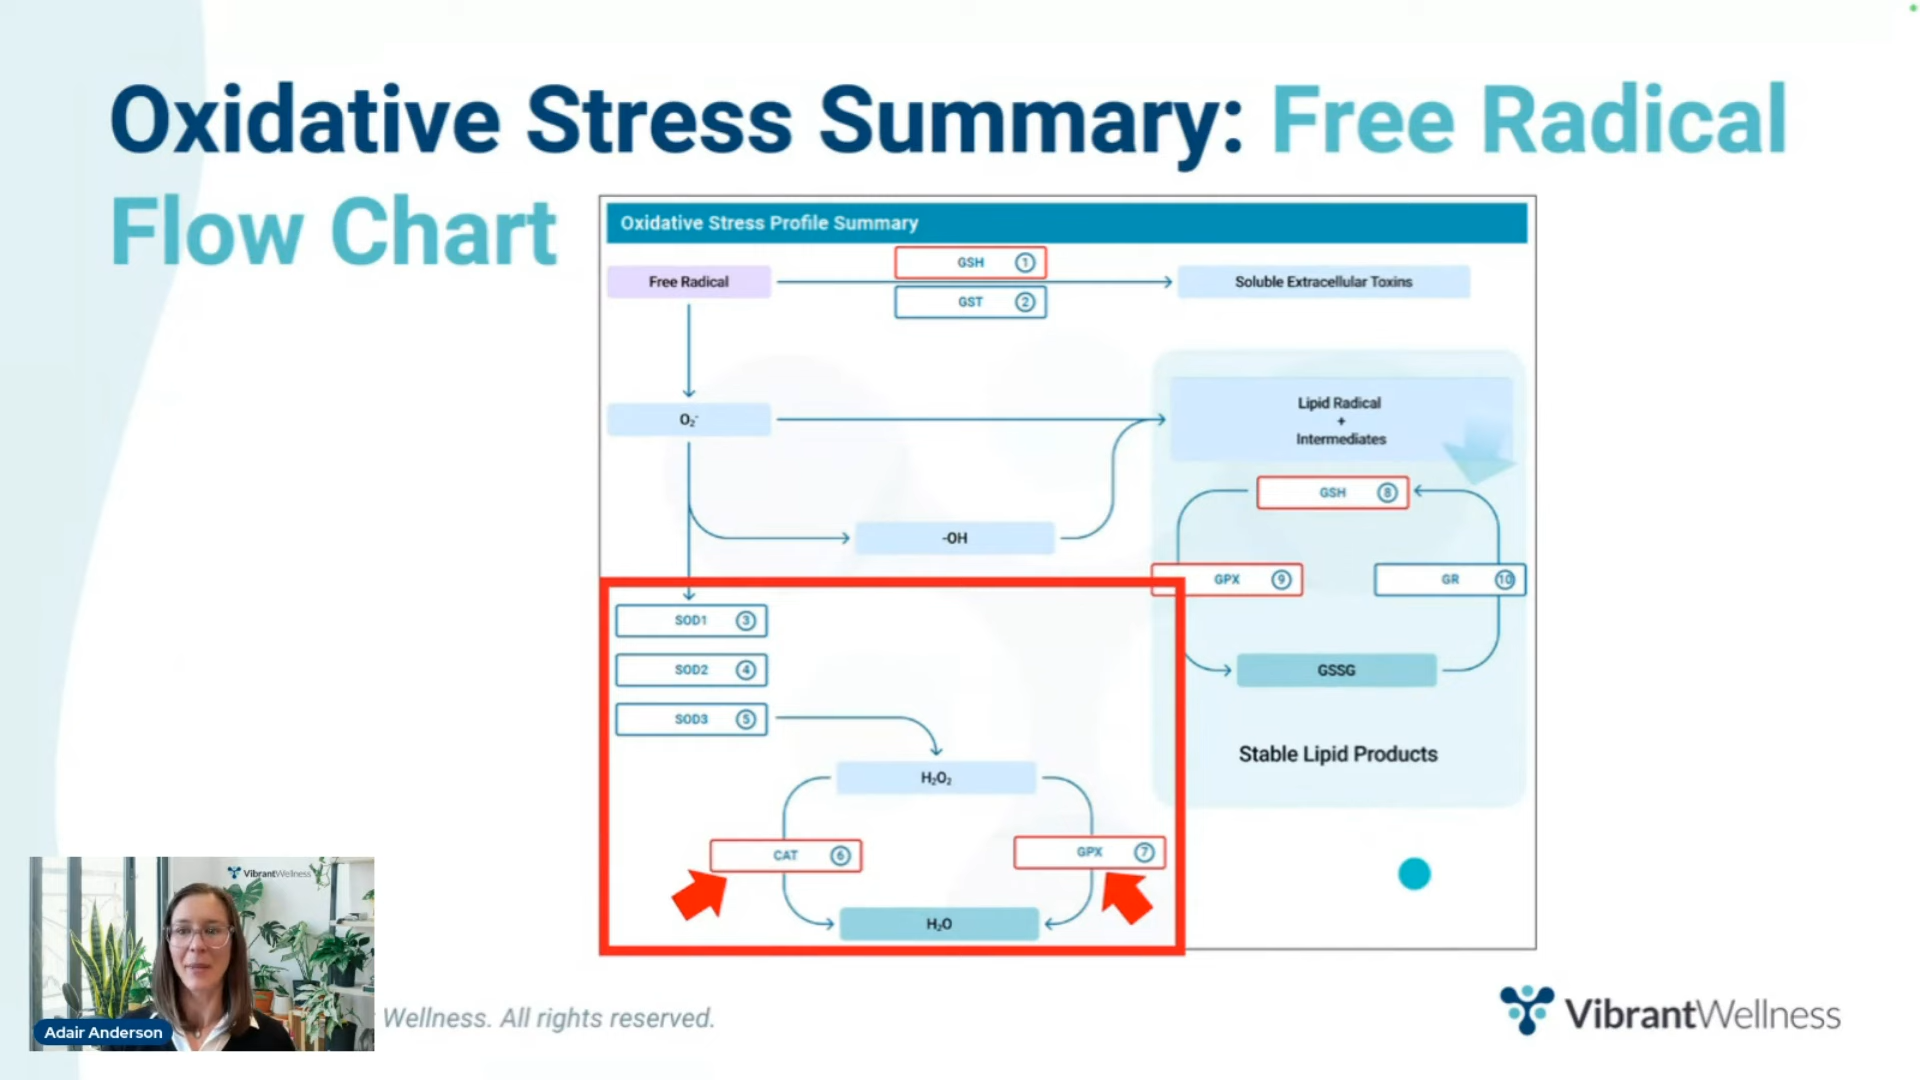 Oxidative Stress Summary: Free Radical
Flow Chart
Oxidative Stress Profile Summary
Free Radical
GSH 1
GST 2
Soluble Extracellular Toxins
O₂⁻
Lipid Radical
+
Intermediates
-OH
GSH 8
GPX 9
GR 10
GSSG
Stable Lipid Products
SOD1 3
SOD2 4
SOD3 5
H₂O₂
CAT 6
GPX 7
H₂O
VibrantWellness
Adair Anderson
Wellness. All rights reserved.
VibrantWellness